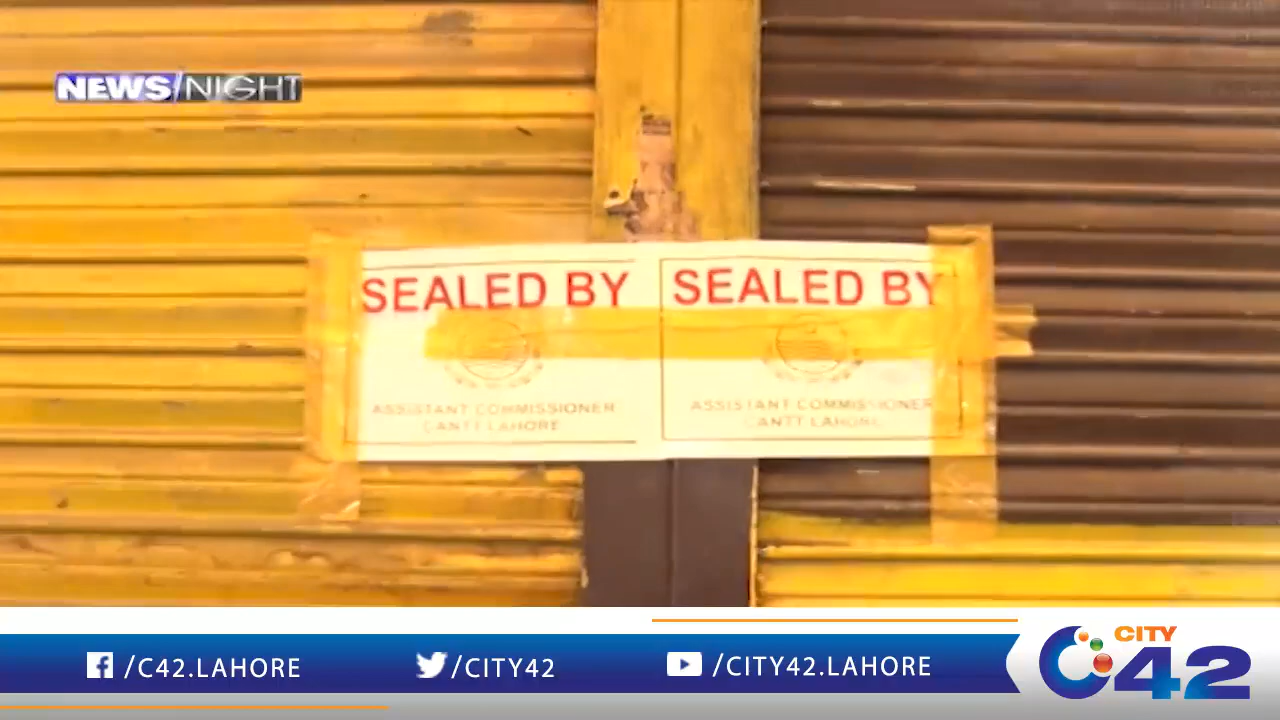 NEWS/NIGHT
SEALED BY
ASSISTANT COMMISSIONER
CANTT LAHORE
SEALED BY
ASSISTANT COMMISSIONER
CANTT LAHORE
/C42.LAHORE
/CITY42
/CITY42.LAHORE
CITY
42